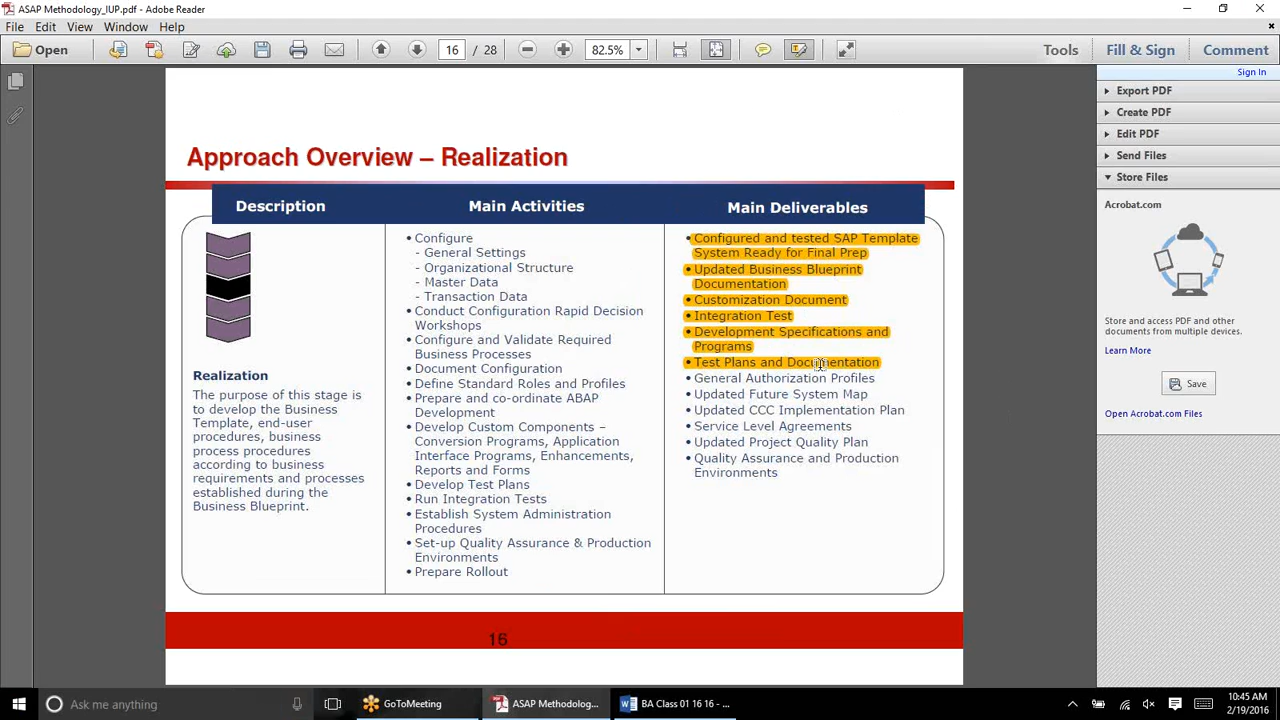 ASAP Methodology_IUP.pdf - Adobe Reader
File Edit View Window Help
Open 16 / 28 82.5% Tools Fill & Sign Comment
Sign In
Export PDF
Create PDF
Edit PDF
Send Files
Store Files
Acrobat.com
Store and access PDF and other
documents from multiple devices.
Learn More
Save
Open Acrobat.com Files
Approach Overview – Realization
Description
Realization
The purpose of this stage is
to develop the Business
Template, end-user
procedures, business
process procedures
according to business
requirements and processes
established during the
Business Blueprint.
Main Activities
• Configure
- General Settings
- Organizational Structure
- Master Data
- Transaction Data
• Conduct Configuration Rapid Decision
Workshops
• Configure and Validate Required
Business Processes
• Document Configuration
• Define Standard Roles and Profiles
• Prepare and co-ordinate ABAP
Development
• Develop Custom Components –
Conversion Programs, Application
Interface Programs, Enhancements,
Reports and Forms
• Develop Test Plans
• Run Integration Tests
• Establish System Administration
Procedures
• Set-up Quality Assurance & Production
Environments
• Prepare Rollout
Main Deliverables
• Configured and tested SAP Template
System Ready for Final Prep
• Updated Business Blueprint
Documentation
• Customization Document
• Integration Test
• Development Specifications and
Programs
• Test Plans and Documentation
• General Authorization Profiles
• Updated Future System Map
• Updated CCC Implementation Plan
• Service Level Agreements
• Updated Project Quality Plan
• Quality Assurance and Production
Environments
16
Ask me anything
GoToMeeting
ASAP Methodolog...
BA Class 01 16 16 - ...
10:45 AM
2/19/2016